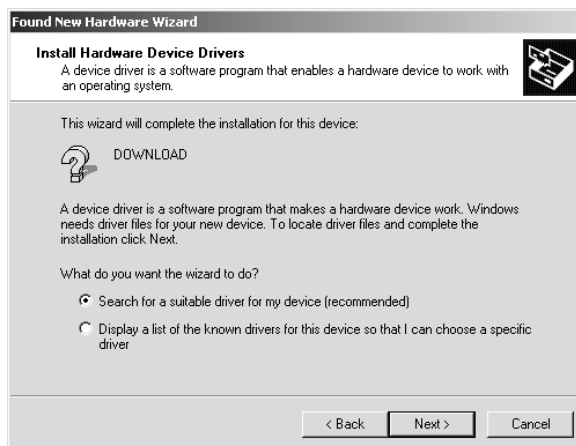 Found New Hardware Wizard
Install Hardware Device Drivers
A device driver is a software program that enables a hardware device to work with
an operating system.
This wizard will complete the installation for this device:
DOWNLOAD
A device driver is a software program that makes a hardware device work. Windows
needs driver files for your new device. To locate driver files and complete the
installation click Next.
What do you want the wizard to do?
Search for a suitable driver for my device (recommended)
Display a list of the known drivers for this device so that I can choose a specific
driver
< Back Next > Cancel